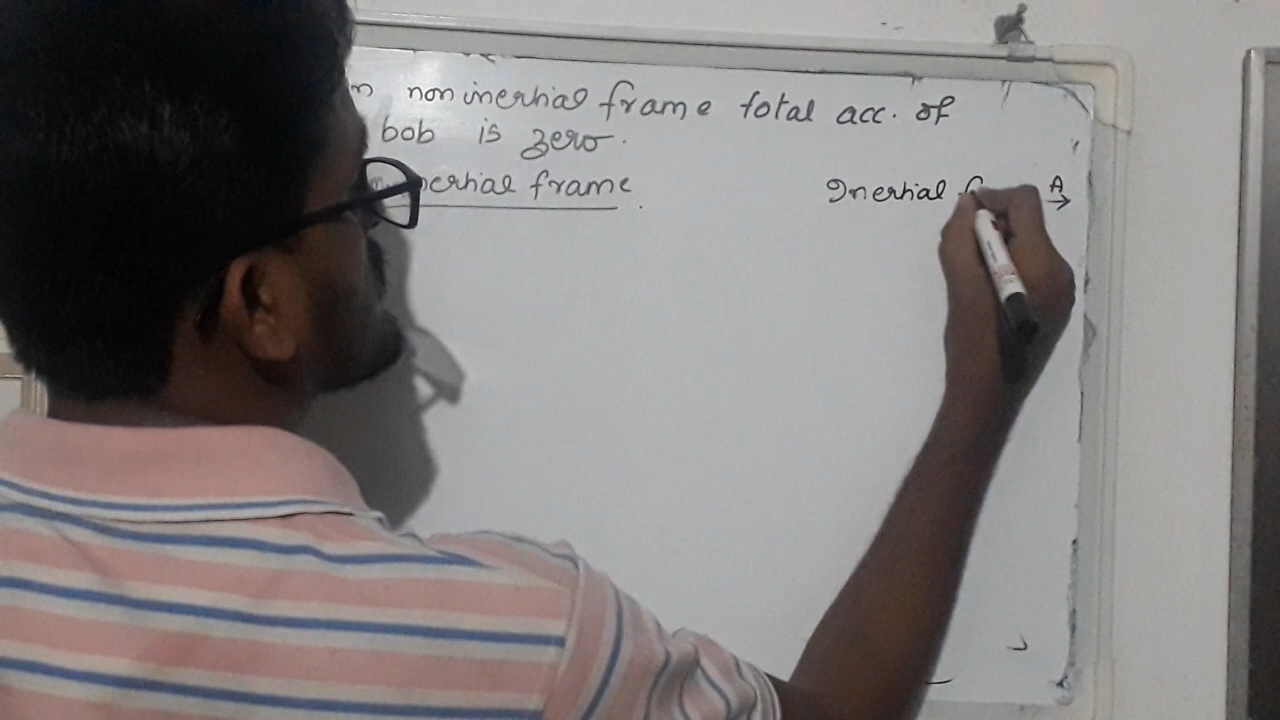 non inertial frame total acc. of
bob is zero.
inertial frame.
Inertial
A
→